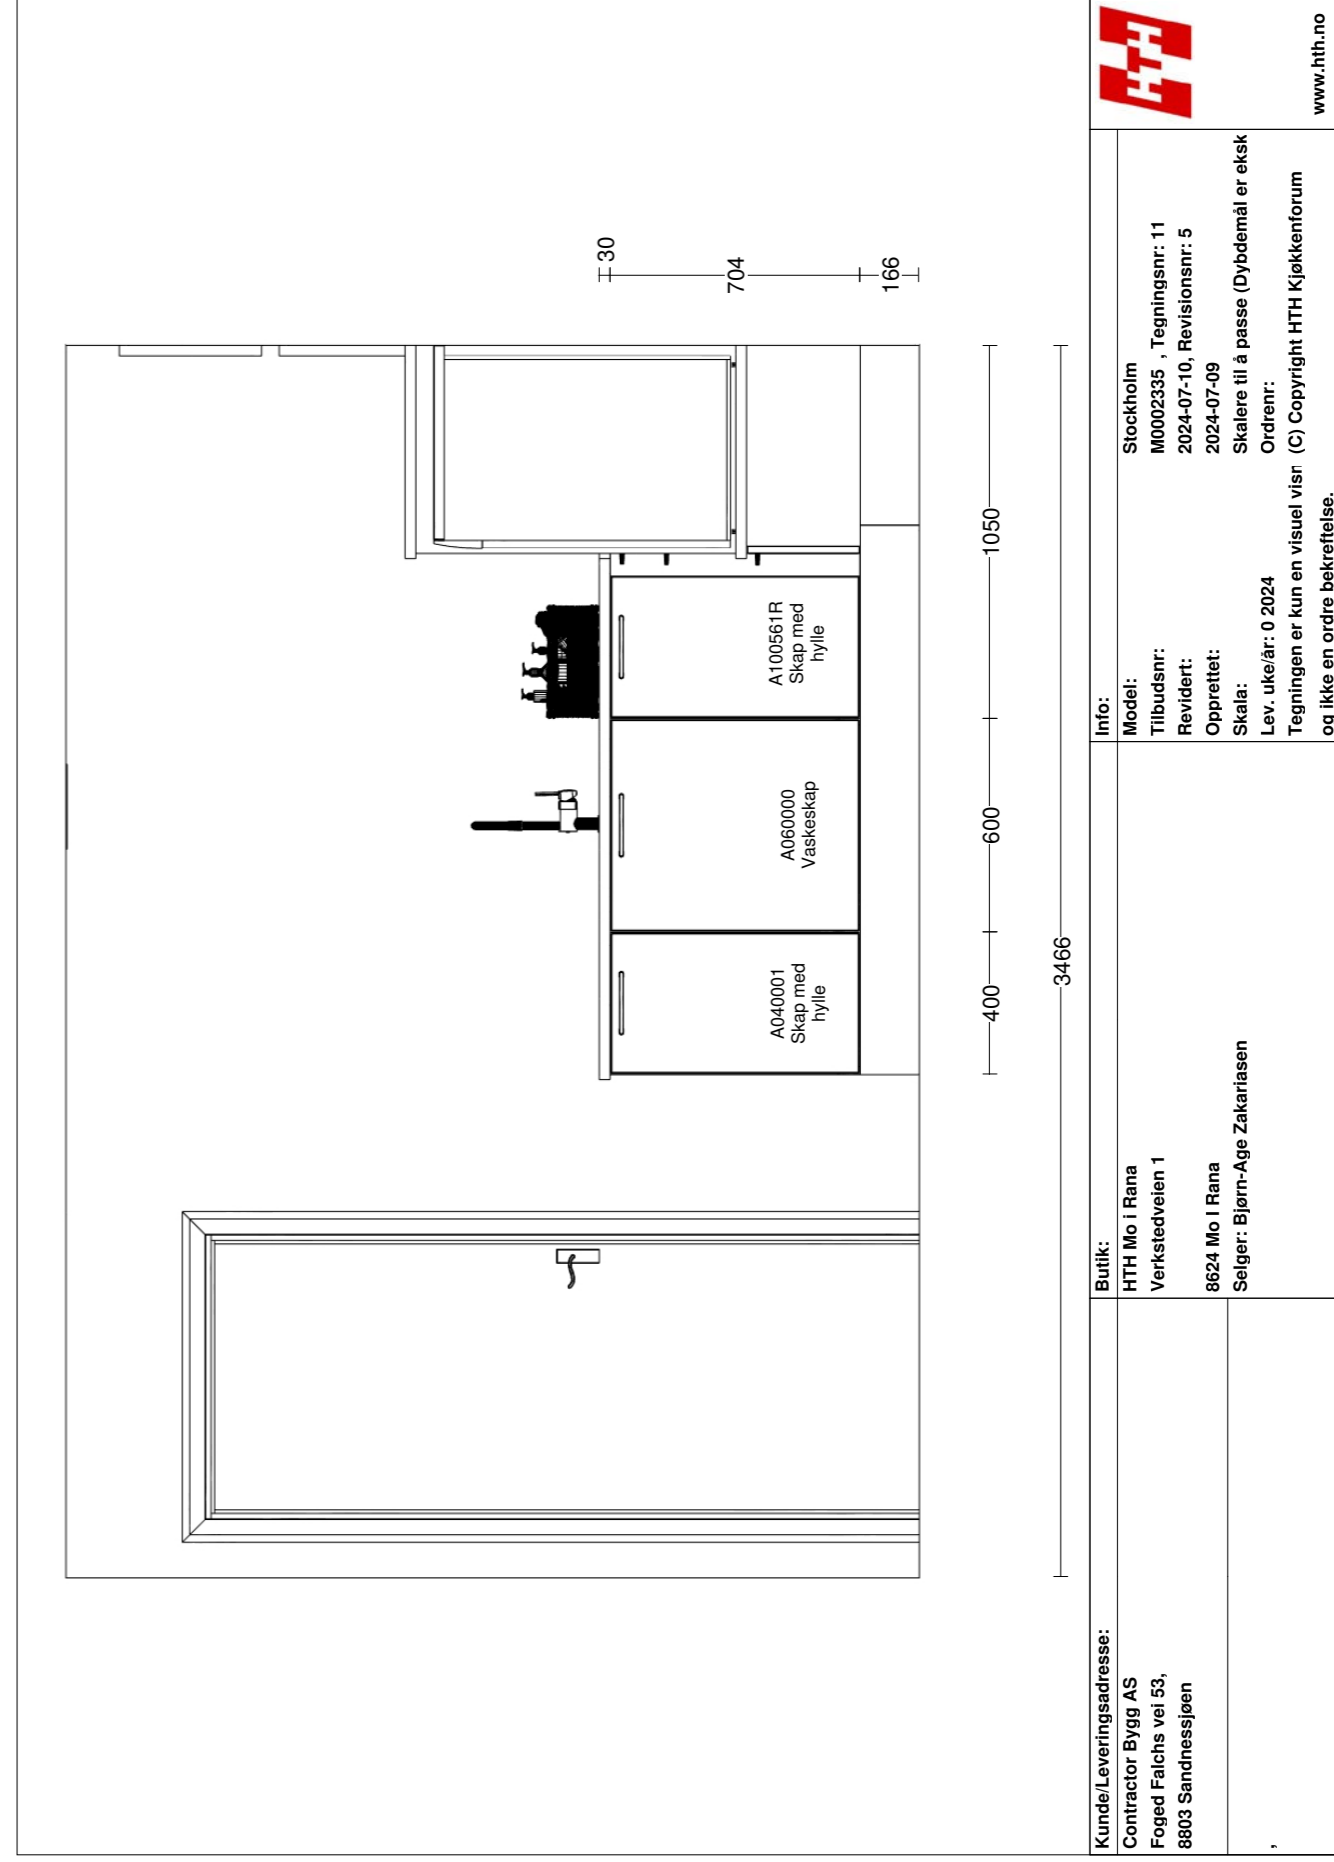 30
704
166
A040001
Skap med
hylle
A060000
Vaskeskap
A100561R
Skap med
hylle
400
600
1050
3466
Kunde/Leveringsadresse:
Contractor Bygg AS
Foged Falchs vei 53,
8803 Sandnessjøen
,
Butik:
HTH Mo i Rana
Verkstedveien 1
8624 Mo I Rana
Selger: Bjørn-Age Zakariasen
Info:
Model: Stockholm
Tilbudsnr: M0002335 , Tegningsnr: 11
Revidert: 2024-07-10, Revisionsnr: 5
Opprettet: 2024-07-09
Skala: Skalere til å passe (Dybdemål er eksk
Lev. uke/år: 0 2024 Ordrenr:
Tegningen er kun en visuel visn (C) Copyright HTH Kjøkkenforum
og ikke en ordre bekreftelse.
HTH
www.hth.no